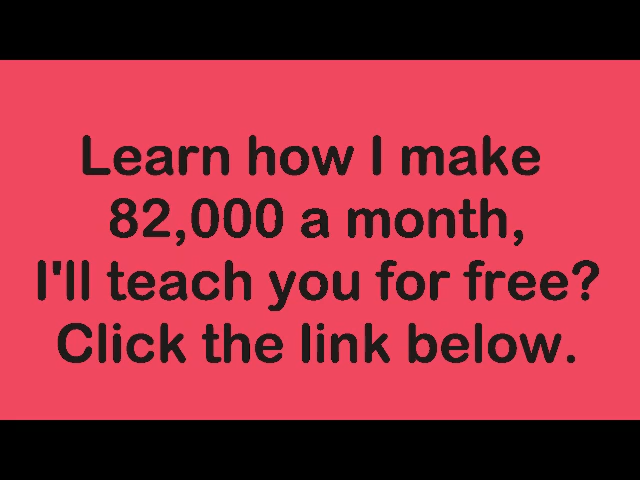 Learn how I make
82,000 a month,
I'll teach you for free?
Click the link below.